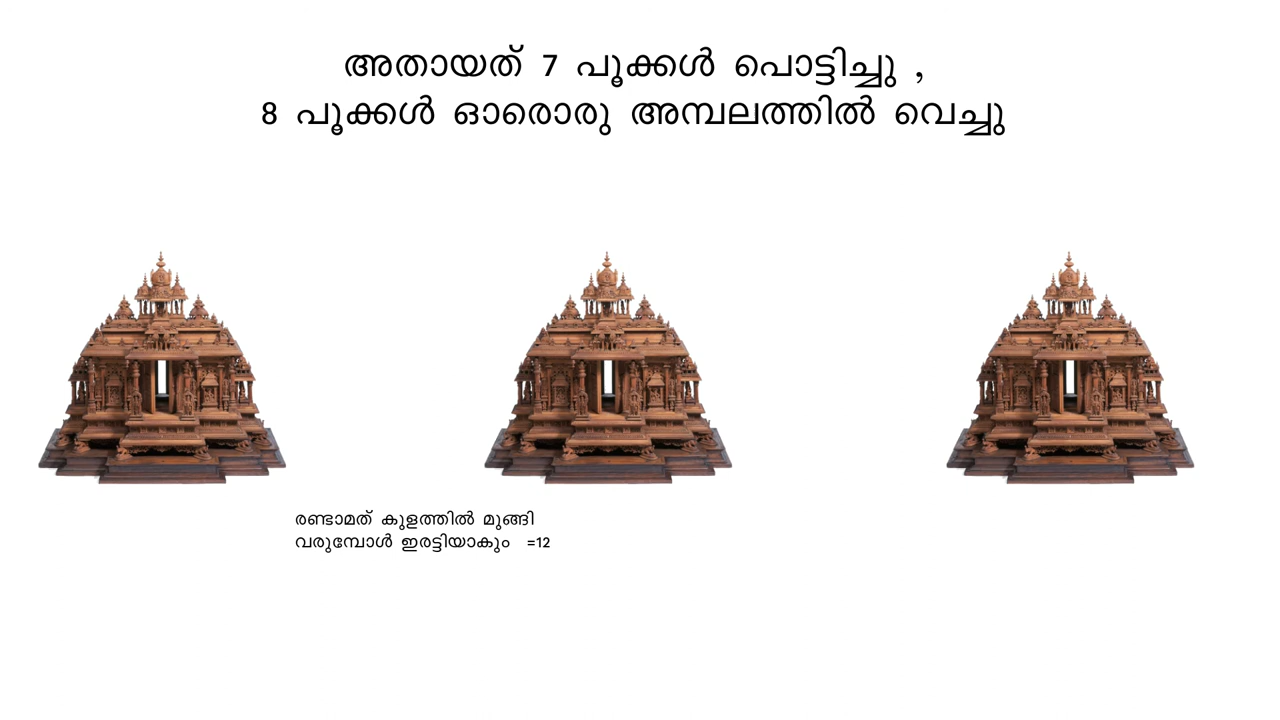 അതായത് 7 പൂക്കൾ പൊട്ടിച്ചു ,
8 പൂക്കൾ ഓരൊരു അമ്പലത്തിൽ വെച്ചു
രണ്ടാമത് കുളത്തിൽ മുങ്ങി
വരുമ്പോൾ ഇരട്ടിയാകും =12